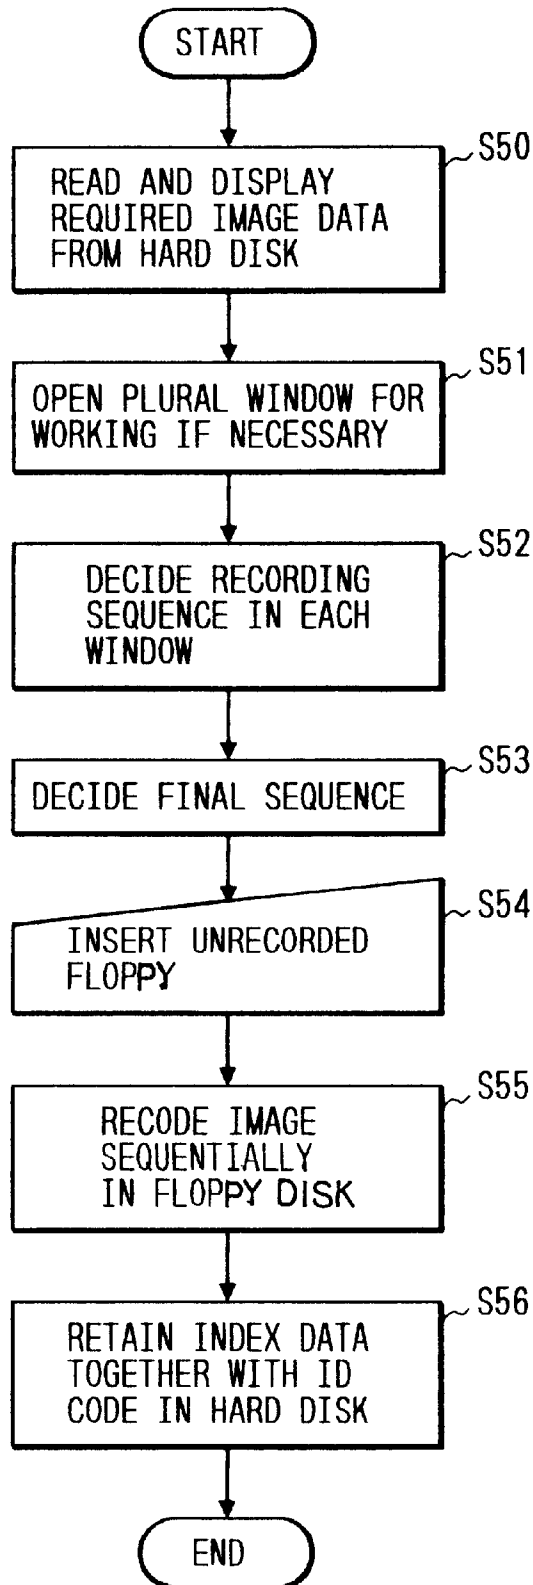 START
S50
READ AND DISPLAY
REQUIRED IMAGE DATA
FROM HARD DISK
S51
OPEN PLURAL WINDOW FOR
WORKING IF NECESSARY
S52
DECIDE RECORDING
SEQUENCE IN EACH
WINDOW
S53
DECIDE FINAL SEQUENCE
S54
INSERT UNRECORDED
FLOPPY
S55
RECODE IMAGE
SEQUENTIALLY
IN FLOPPY DISK
S56
RETAIN INDEX DATA
TOGETHER WITH ID
CODE IN HARD DISK
END